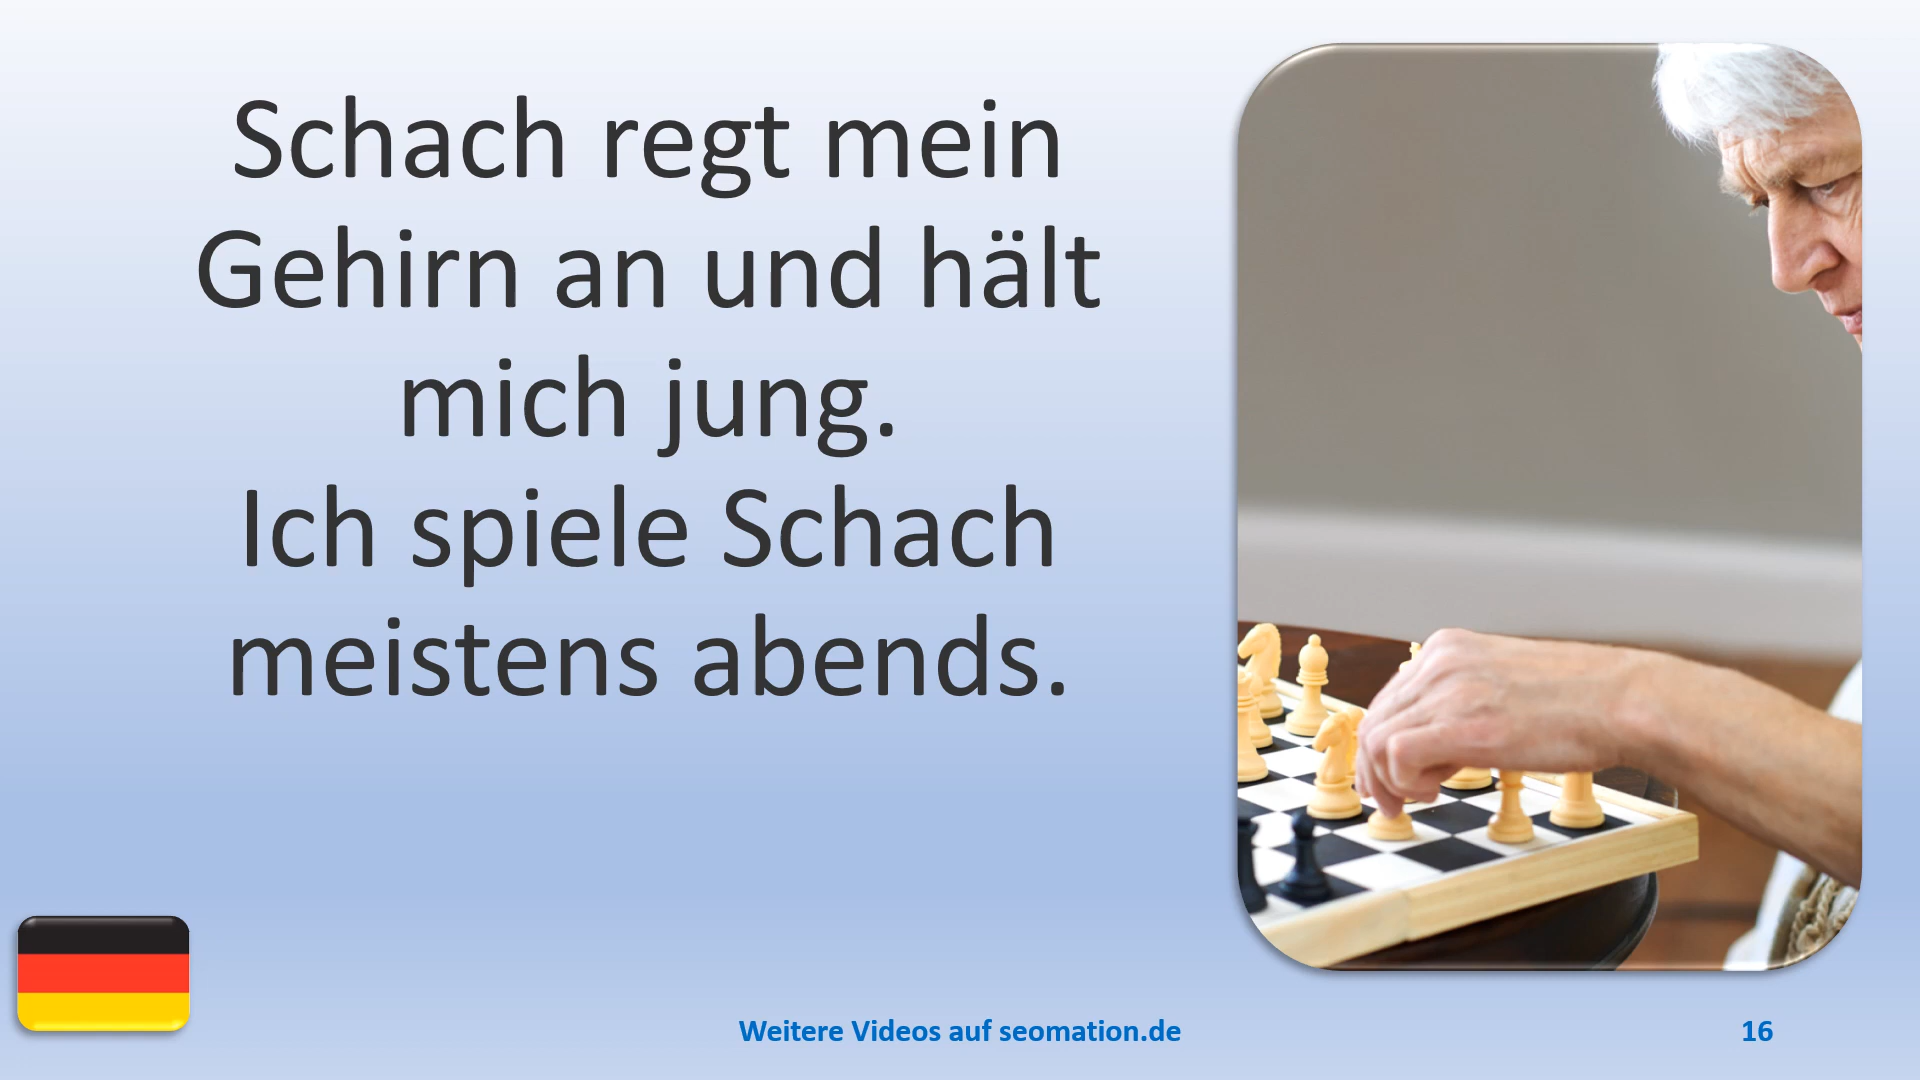 Schach regt mein
Gehirn an und hält
mich jung.
Ich spiele Schach
meistens abends.
Weitere Videos auf seomation.de
16